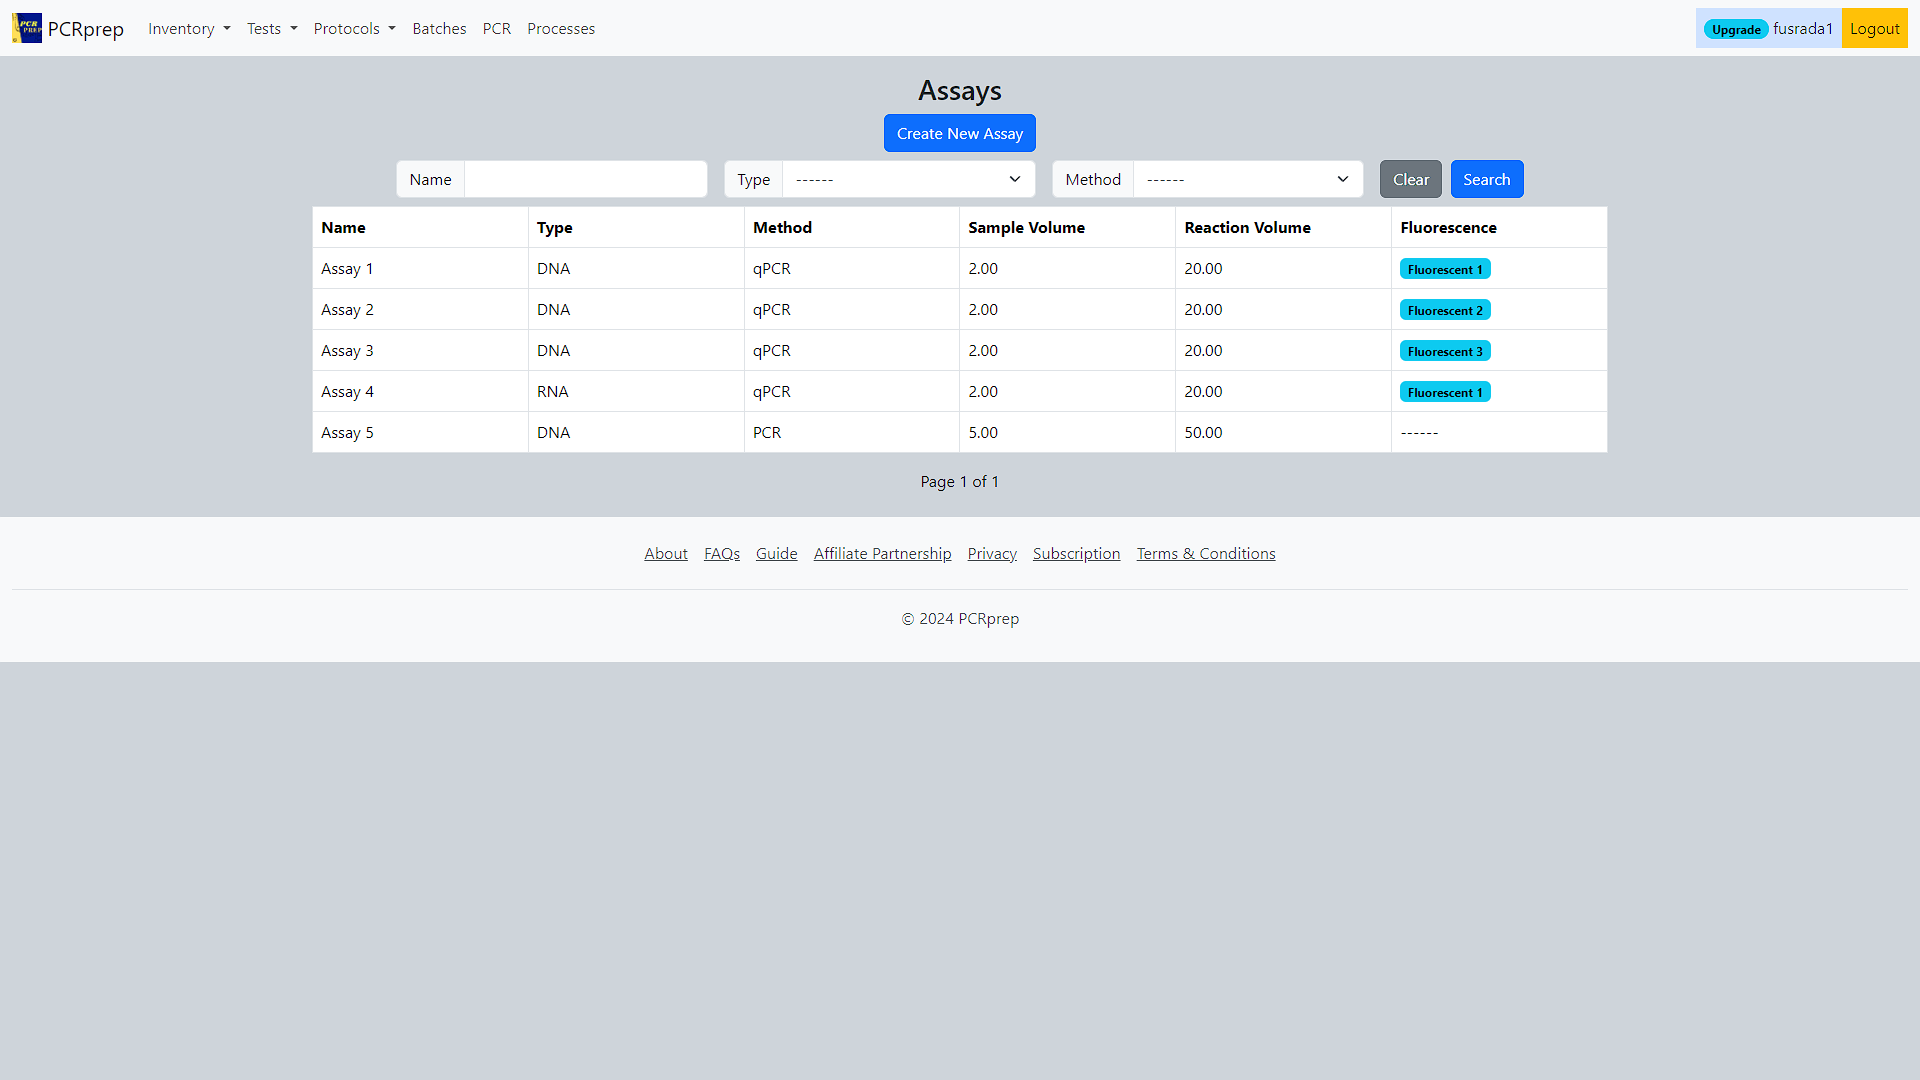 PCR PREP PCRprep Inventory Tests Protocols Batches PCR Processes Upgrade fusrada1 Logout
Assays
Create New Assay
Name Type ------ Method ------ Clear Search
Name Type Method Sample Volume Reaction Volume Fluorescence
Assay 1 DNA qPCR 2.00 20.00 Fluorescent 1
Assay 2 DNA qPCR 2.00 20.00 Fluorescent 2
Assay 3 DNA qPCR 2.00 20.00 Fluorescent 3
Assay 4 RNA qPCR 2.00 20.00 Fluorescent 1
Assay 5 DNA PCR 5.00 50.00 ------
Page 1 of 1
About FAQs Guide Affiliate Partnership Privacy Subscription Terms & Conditions
© 2024 PCRprep